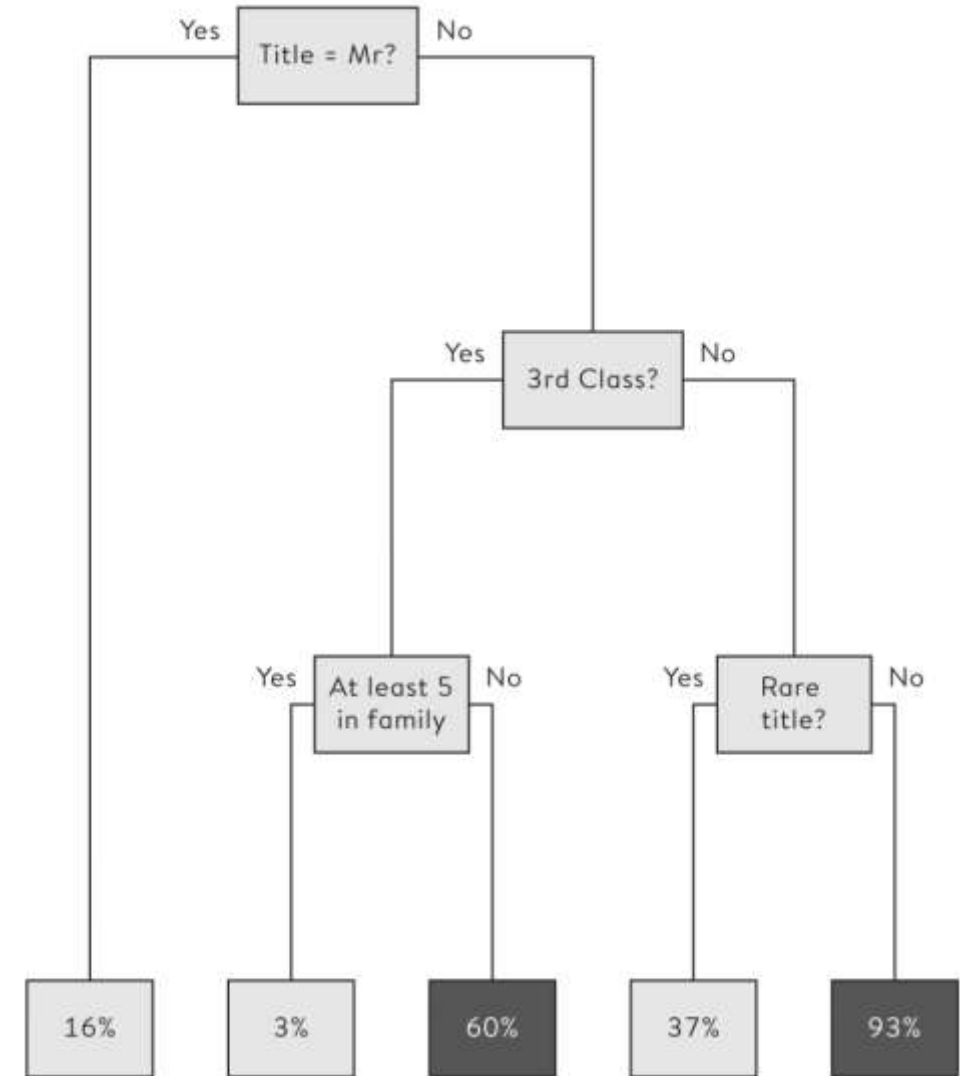 Yes
Title = Mr?
No
Yes
3rd Class?
No
Yes
At least 5
in family
No
Yes
Rare
title?
No
16%
3%
60%
37%
93%